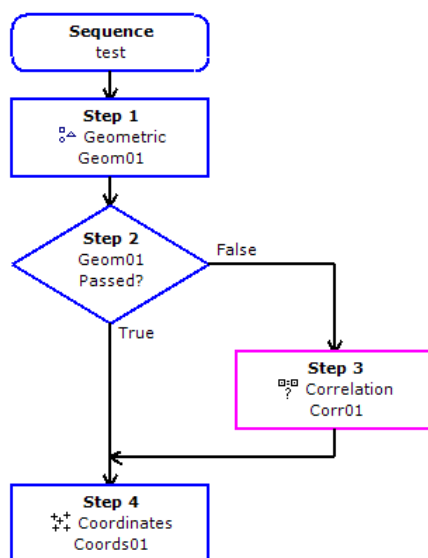 Sequence
test
Step 1
Geometric
Geom01
Step 2
Geom01
Passed?
False
True
Step 3
Correlation
?
Corr01
Step 4
Coordinates
Coords01